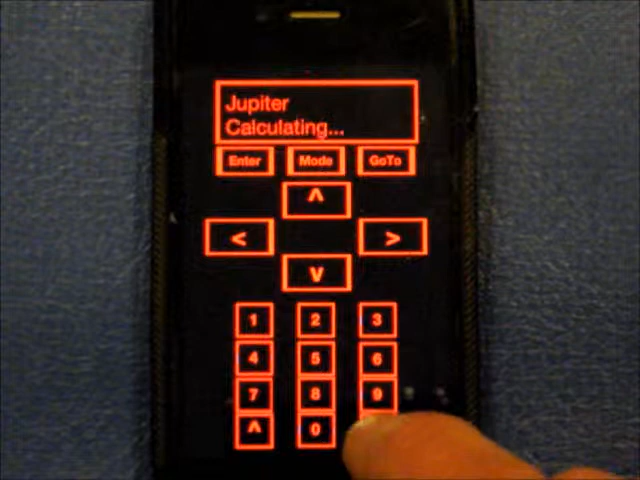 Jupiter
Calculating...
Enter Mode GoTo
^
< >
v
1 2 3
4 5 6
7 8 9
^ 0